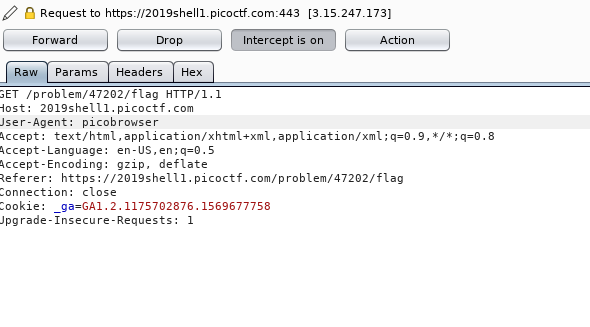 Request to https://2019shell1.picoctf.com:443 [3.15.247.173]
Forward Drop Intercept is on Action
Raw Params Headers Hex
GET /problem/47202/flag HTTP/1.1
Host: 2019shell1.picoctf.com
User-Agent: picobrowser
Accept: text/html,application/xhtml+xml,application/xml;q=0.9,*/*;q=0.8
Accept-Language: en-US,en;q=0.5
Accept-Encoding: gzip, deflate
Referer: https://2019shell1.picoctf.com/problem/47202/flag
Connection: close
Cookie: _ga=GA1.2.1175702876.1569677758
Upgrade-Insecure-Requests: 1